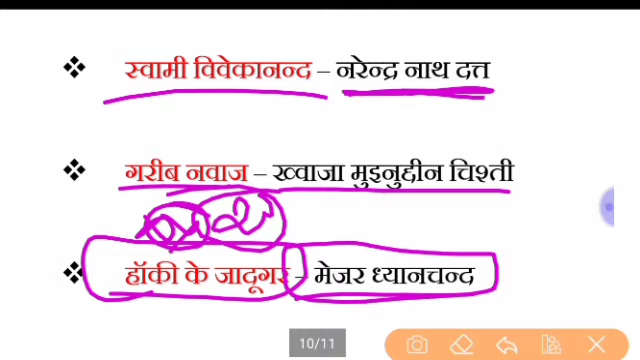 ❖ स्वामी विवेकानन्द – नरेन्द्र नाथ दत्त
❖ गरीब नवाज – ख्वाजा मुइनुद्दीन चिश्ती
❖ हॉकी के जादूगर – मेजर ध्यानचन्द
10/11